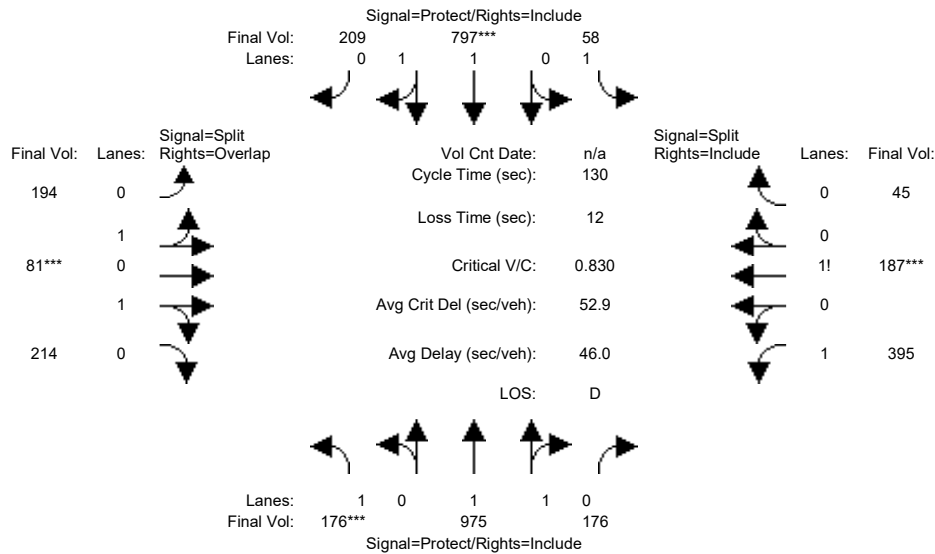 Signal=Protect/Rights=Include
Final Vol: 209 797*** 58
Lanes: 0 1 1 0 1
Signal=Split
Final Vol: Lanes: Rights=Overlap
Vol Cnt Date: n/a
Signal=Split
Rights=Include Lanes: Final Vol:
Cycle Time (sec): 130
194 0
0 45
Loss Time (sec): 12
1
0
81*** 0
Critical V/C: 0.830
1! 187***
1
Avg Crit Del (sec/veh): 52.9
0
214 0
Avg Delay (sec/veh): 46.0
1 395
LOS: D
Lanes: 1 0 1 1 0
Final Vol: 176*** 975 176
Signal=Protect/Rights=Include